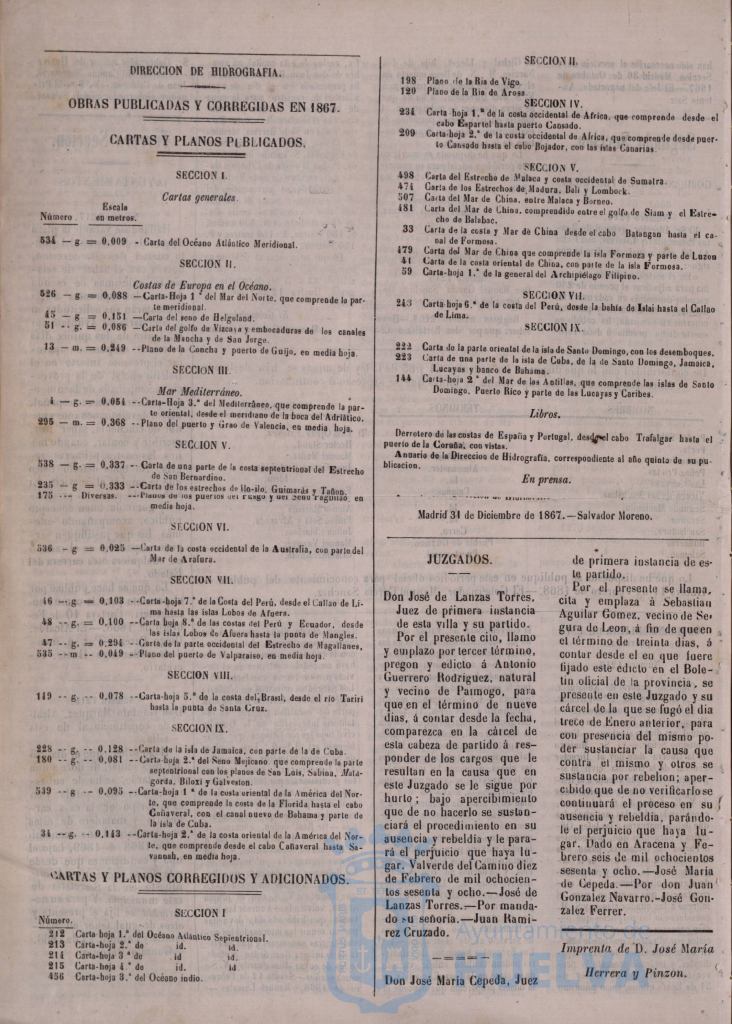 DIRECCION DE HIDROGRAFIA.
OBRAS PUBLICADAS Y CORREGIDAS EN 1867.
CARTAS Y PLANOS PUBLICADOS.
SECCION I.
Cartas generales.
Escala
Número. en metros.
534 — g. = 0,009 - Carta del Océano Atlántico Meridional.
SECCION II.
Costas de Europa en el Océano.
526 — g = 0,088 —Carta-Hoja 1ª del Mar del Norte, que comprende la par-
te meridional.
45 — g = 0,151 —Carta del seno de Helgoland.
51 -- g. = 0,086 —Carta del golfo de Vizcaya y embocaduras de los canales
de la Mancha y de San Jorge.
13 — m. = 0,249 --Plano de la Concha y puerto de Guijo, en media hoja.
SECCION III.
Mar Mediterráneo.
4 — g. = 0,054 --Carta-Hoja 3.ª del Mediterráneo, que comprende la par-
te oriental, desde el meridiano de la boca del Adriático.
295 — m. = 0,368 --Plano del puerto y Grao de Valencia, en media hoja.
SECCION V.
538 — g. = 0,337 -- Carta de una parte de la costa septentrional del Estrecho
de San Bernardino.
235 — g = 0,333 —Carta de los estrechos de Ilo-ilo, Guimarás y Tañon.
175 --- Diversas. --Planos de los puertos del Fuego y del Seno Paguitao, en
media hoja.
SECCION VI.
536 - g = 0,025 —Carta de la costa occidental de la Australia, con parte del
Mar de Arafura.
SECCION VII.
46 — g. = 0,103 —Carta-hoja 7.ª de la Costa del Perú, desde el Callao de Li-
ma hasta las islas Lobos de Afuera.
48 -- g. = 0,100 —Carta hoja 8.ª de las costas del Perú y Ecuador, desde
las islas Lobos de Afuera hasta la punta de Mangles.
47 -- g. = 0,294 —Carta de la parte occidental del Estrecho de Magallanes,
535 --m -- 0,049 —Plano del puerto de Valparaiso, en media hoja.
SECCION VIII.
149 -- g. -- 0,078 —Carta-hoja 5.ª de la costa del Brasil, desde el rio Tariri
hasta la punta de Santa Cruz.
SECCION IX.
228 -- g. -- 0,128 —Carta de la isla de Jamaica, con parte de la de Cuba.
180 -- g. -- 0,081 —Carta-hoja 2.ª del Seno Mejicano. que comprende la parte
septentrional con los planos de San Luis, Sabina, Mata-
gorda, Biloxi y Galveston.
539 --g -- 0,095 —Carta-hoja 1ª de la costa oriental de la América del Nor-
te, que comprende la costa de la Florida hasta el cabo
Cañaveral, con el canal nuevo de Bahama y parte de
la isla de Cuba.
34 --g. -- 0,143 —Carta-hoja 2.ª de la costa oriental de la América del Nor-
te, que comprende desde el cabo Cañaveral hasta Sa-
vannah, en media hoja.
CARTAS Y PLANOS CORREGIDOS Y ADICIONADOS.
SECCION I
Número.
212 Carta hoja 1.ª del Océano Atlántico Septentrional.
213 Carta-hoja 2.ª de id. id.
214 Carta-hoja 3ª de id. id
215 Carta-hoja 4.ª de id. id.
456 Carta-hoja 3.ª del Océano indio.
SECCION II.
198 Plano de la Ria de Vigo.
120 Plano de la Ria de Arosa.
SECCION IV.
234 Carta hoja 1.ª de la costa occidental de Africa, que comprende desde el
cabo Espartel hasta puerto Cansado.
209 Carta-hoja 2.ª de la costa occidental de Africa, que comprende desde puer-
to Cansado hasta el cabo Bojador, con las islas Canarias.
SECCION V.
498 Carta del Estrecho de Malaca y costa occidental de Sumatra.
474 Carta de los Estrechos de Madura, Bali y Lombock.
507 Carta del Mar de China, entre Malaca y Borneo.
481 Carta del Mar de China, comprendido entre el golfo de Siam y el Estre-
cho de Balabac.
33 Carta de la costa y Mar de China desde el cabo Batangan hasta el ca-
nal de Formosa.
479 Carta del Mar de China que comprende la isla Formoza y parte de Luzon
41 Carta de la costa oriental de China, con parte de la isla Formosa.
59 Carta-hoja 1.ª de la general del Archipiélago Filipino.
SECCION VII.
243 Carta hoja 6.ª de la costa del Perú, desde la bahía de Islai hasta el Callao
de Lima.
SECCION IX.
222 Carta de la parte oriental de la isla de Santo Domingo, con los desemboques.
223 Carta de una parte de la isla de Cuba, de la de Santo Domingo, Jamaica,
Lucayas y banco de Bahama.
144 Carta-hoja 2ª del Mar de las Antillas, que comprende las islas de Santo
Domingo, Puerto Rico y parte de las Lucayas y Caribes.
Libros.
Derrotero de las costas de España y Portugal, desde el cabo Trafalgar hasta el
puerto de la Coruña, con vistas.
Anuario de la Direccion de Hidrografía, correspondiente al año quinto de su pu-
blicacion.
En prensa.
Madrid 31 de Diciembre de 1867.—Salvador Moreno.
JUZGADOS.
Don José de Lanzas Torres,
Juez de primera instancia
de esta villa y su partido.
Por el presente cito, llamo
y emplazo por tercer término,
pregon y edicto á Antonio
Guerrero Rodriguez, natural
y vecino de Paimogo, para
que en el término de nueve
dias, á contar desde la fecha,
comparezca en la cárcel de
esta cabeza de partido á res-
ponder de los cargos que le
resultan en la causa que en
este Juzgado se le sigue por
hurto; bajo apercibimiento
que de no hacerlo se sustan-
ciará el procedimiento en su
ausencia y rebeldia y le para-
rá el perjuicio que haya lu-
gar. Valverde del Camino diez
de Febrero de mil ochocien-
tos sesenta y ocho.—José de
Lanzas Torres.—Por manda-
do su señoría.—Juan Rami-
rez Cruzado.
Don José Maria Cepeda, Juez
de primera instancia de es-
te partido.
Por el presente se llama,
cita y emplaza à Sebastian
Aguilar Gomez, vecino de Se-
gura de Leon, á fin de que en
el término de treinta dias, á
contar desde el en que fuere
fijado este edicto en el Bole-
tin oficial de la provincia, se
presente en este Juzgado y su
cárcel de la que se fugó el dia
trece de Enero anterior, para
con presencia del mismo po-
der sustanciar la causa que
contra el mismo y otros se
sustancia por rebelion; aper-
cibido que de no verificarlo se
continuará el proceso en su
ausencia y rebeldía, parándo-
le el perjuicio que haya lu-
gar. Dado en Aracena y Fe-
brero seis de mil ochocientos
sesenta y ocho.—José Maria
de Cepeda.—Por don Juan
Gonzalez Navarro.-José Gon-
zalez Ferrer.
Imprenta de D. José Maria
Herrera y Pinzon.
Ayuntamiento de
HUELVA